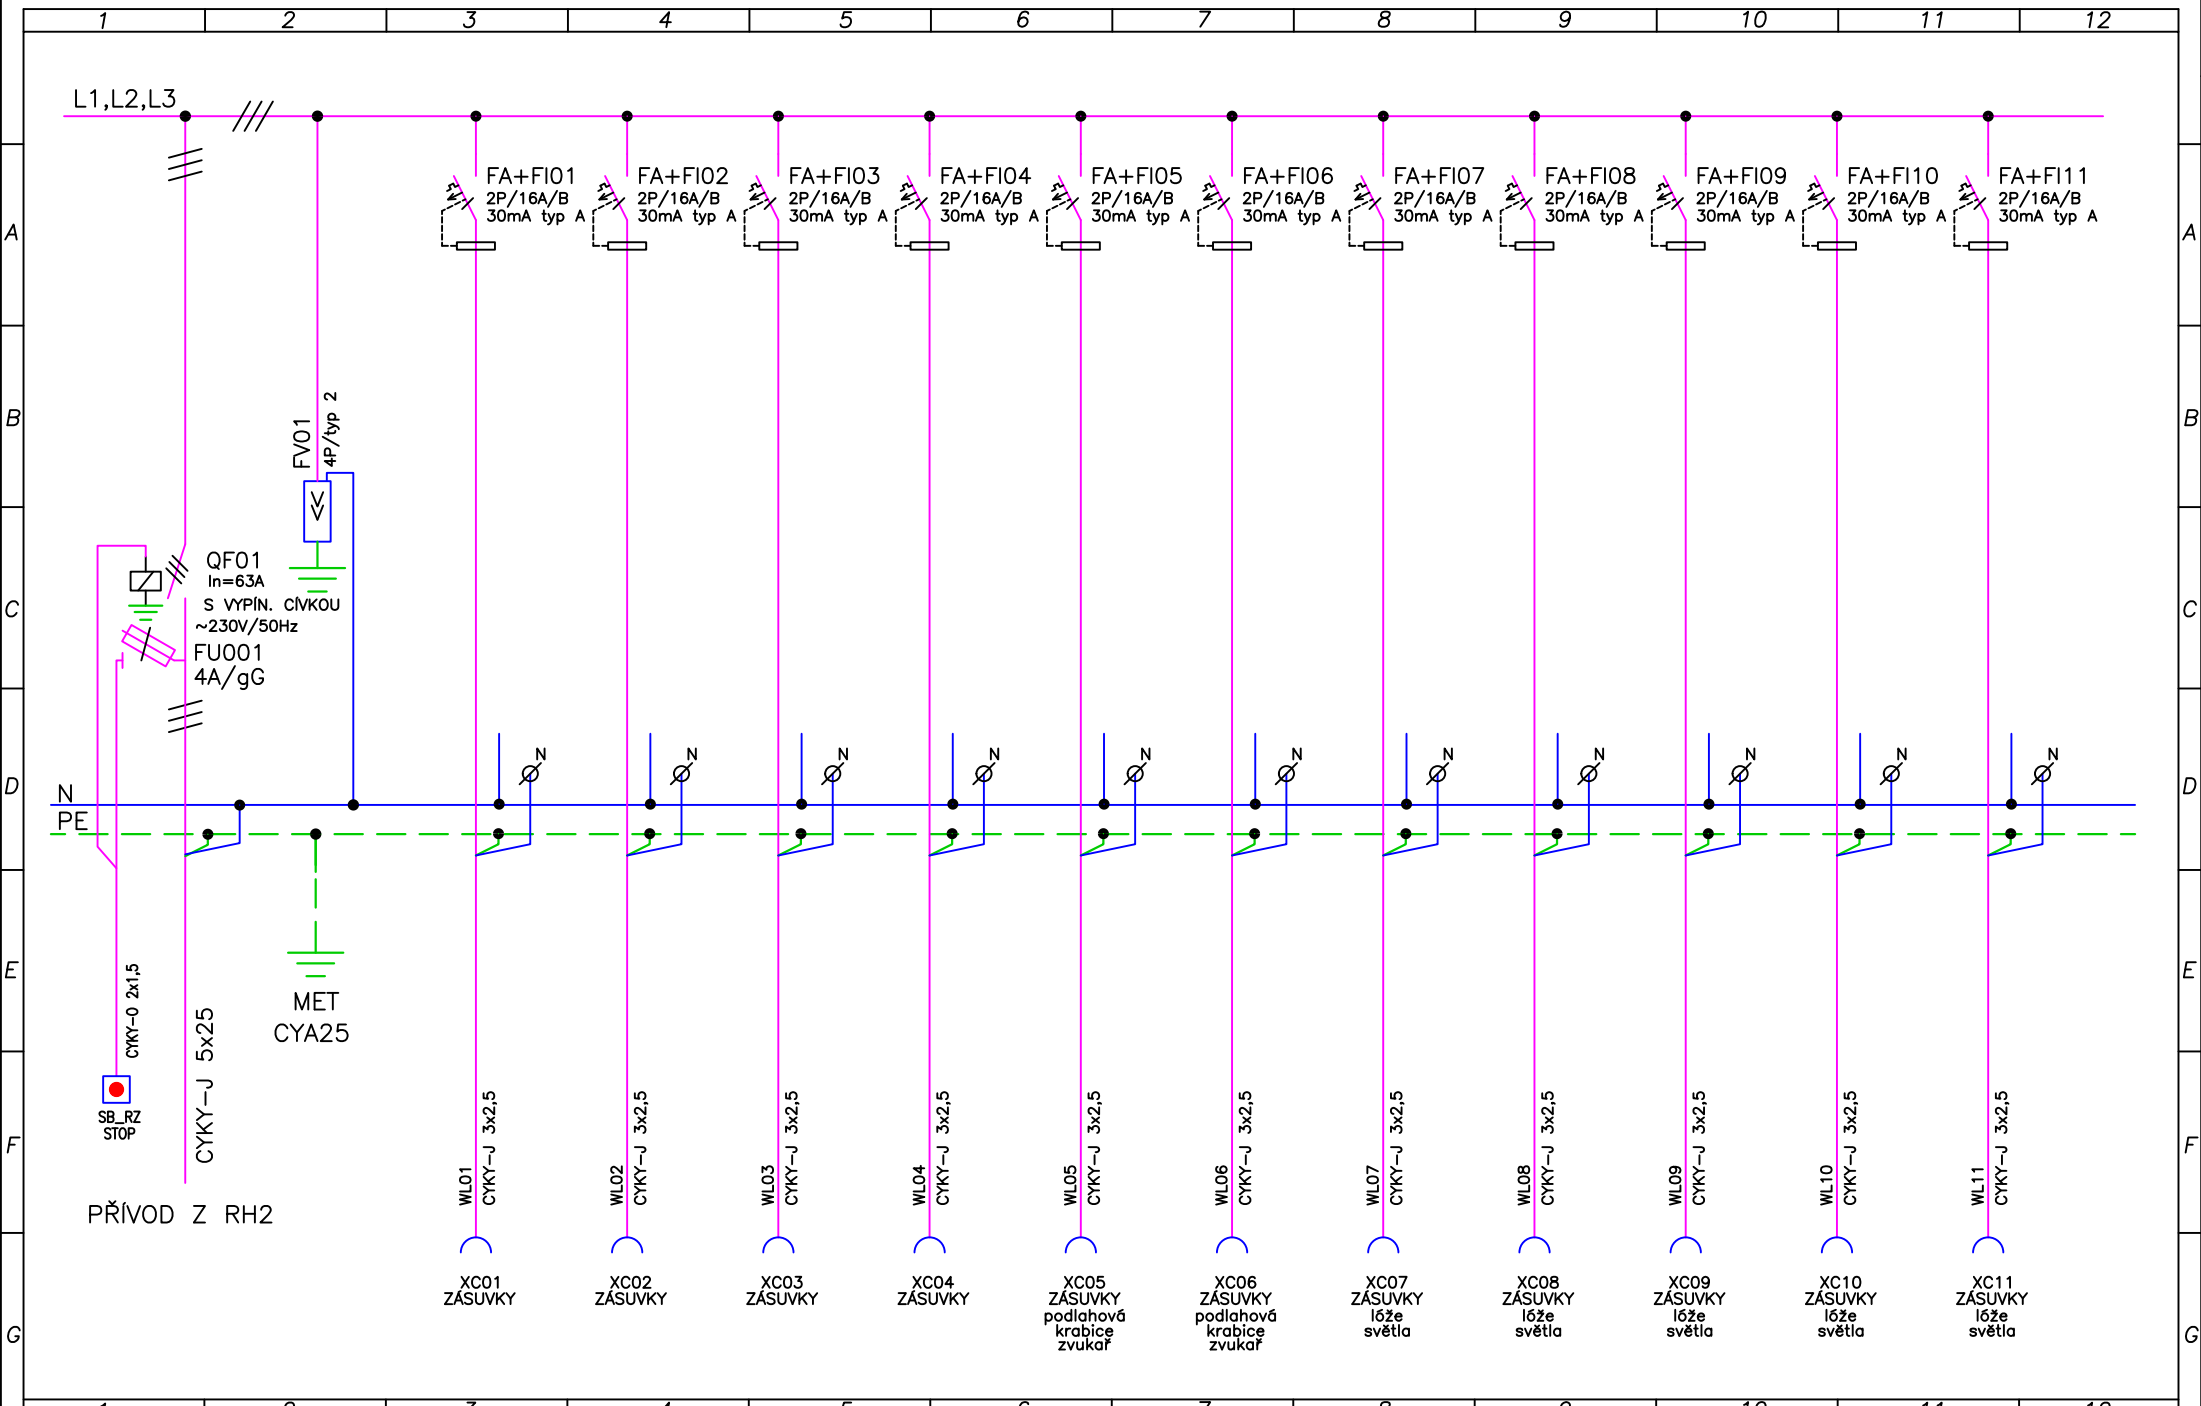 1 2 3 4 5 6 7 8 9 10 11 12
L1,L2,L3
FA+FI01
2P/16A/B
30mA typ A
FA+FI02
2P/16A/B
30mA typ A
FA+FI03
2P/16A/B
30mA typ A
FA+FI04
2P/16A/B
30mA typ A
FA+FI05
2P/16A/B
30mA typ A
FA+FI06
2P/16A/B
30mA typ A
FA+FI07
2P/16A/B
30mA typ A
FA+FI08
2P/16A/B
30mA typ A
FA+FI09
2P/16A/B
30mA typ A
FA+FI10
2P/16A/B
30mA typ A
FA+FI11
2P/16A/B
30mA typ A
A A
B B
FV01
4P/typ 2
QF01
In=63A
S VYPÍN. CÍVKOU
~230V/50Hz
FU001
4A/gG
C C
N N N N N N N N N N N
D D
N
PE
E E
CYKY-O 2x1,5
CYKY-J 5x25
MET
CYA25
SB_RZ
STOP
F F
PŘÍVOD Z RH2
WL01
CYKY-J 3x2,5
WL02
CYKY-J 3x2,5
WL03
CYKY-J 3x2,5
WL04
CYKY-J 3x2,5
WL05
CYKY-J 3x2,5
WL06
CYKY-J 3x2,5
WL07
CYKY-J 3x2,5
WL08
CYKY-J 3x2,5
WL09
CYKY-J 3x2,5
WL10
CYKY-J 3x2,5
WL11
CYKY-J 3x2,5
XC01
ZÁSUVKY
XC02
ZÁSUVKY
XC03
ZÁSUVKY
XC04
ZÁSUVKY
XC05
ZÁSUVKY
podlahová
krabice
zvukař
XC06
ZÁSUVKY
podlahová
krabice
zvukař
XC07
ZÁSUVKY
lóže
světla
XC08
ZÁSUVKY
lóže
světla
XC09
ZÁSUVKY
lóže
světla
XC10
ZÁSUVKY
lóže
světla
XC11
ZÁSUVKY
lóže
světla
G G